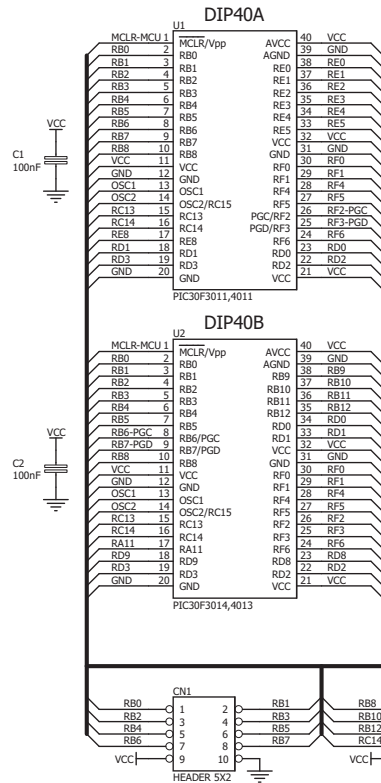 DIP40A
U1
MCLR-MCU 1 MCLR/Vpp AVCC 40 VCC
RB0 2 RB0 AGND 39 GND
RB1 3 RB1 RE0 38 RE0
RB2 4 RB2 RE1 37 RE1
RB3 5 RB3 RE2 36 RE2
RB4 6 RB4 RE3 35 RE3
RB5 7 RB5 RE4 34 RE4
RB6 8 RB6 RE5 33 RE5
RB7 9 RB7 VCC 32 VCC
RB8 10 RB8 GND 31 GND
VCC 11 VCC RF0 30 RF0
GND 12 GND RF1 29 RF1
OSC1 13 OSC1 RF4 28 RF4
OSC2 14 OSC2/RC15 RF5 27 RF5
RC13 15 RC13 PGC/RF2 26 RF2-PGC
RC14 16 RC14 PGD/RF3 25 RF3-PGD
RE8 17 RE8 RF6 24 RF6
RD1 18 RD1 RD0 23 RD0
RD3 19 RD3 RD2 22 RD2
GND 20 GND VCC 21 VCC
PIC30F3011,4011
VCC
C1
100nF
DIP40B
U2
MCLR-MCU 1 MCLR/Vpp AVCC 40 VCC
RB0 2 RB0 AGND 39 GND
RB1 3 RB1 RB9 38 RB9
RB2 4 RB2 RB10 37 RB10
RB3 5 RB3 RB11 36 RB11
RB4 6 RB4 RB12 35 RB12
RB5 7 RB5 RD0 34 RD0
RB6-PGC 8 RB6/PGC RD1 33 RD1
RB7-PGD 9 RB7/PGD VCC 32 VCC
RB8 10 RB8 GND 31 GND
VCC 11 VCC RF0 30 RF0
GND 12 GND RF1 29 RF1
OSC1 13 OSC1 RF4 28 RF4
OSC2 14 OSC2/RC15 RF5 27 RF5
RC13 15 RC13 RF2 26 RF2
RC14 16 RC14 RF3 25 RF3
RA11 17 RA11 RF6 24 RF6
RD9 18 RD9 RD8 23 RD8
RD3 19 RD3 RD2 22 RD2
GND 20 GND VCC 21 VCC
PIC30F3014,4013
VCC
C2
100nF
CN1
RB0 1 2 RB1 RB8
RB2 3 4 RB3 RB10
RB4 5 6 RB5 RB12
RB6 7 8 RB7 RC14
VCC 9 10 VCC
HEADER 5X2